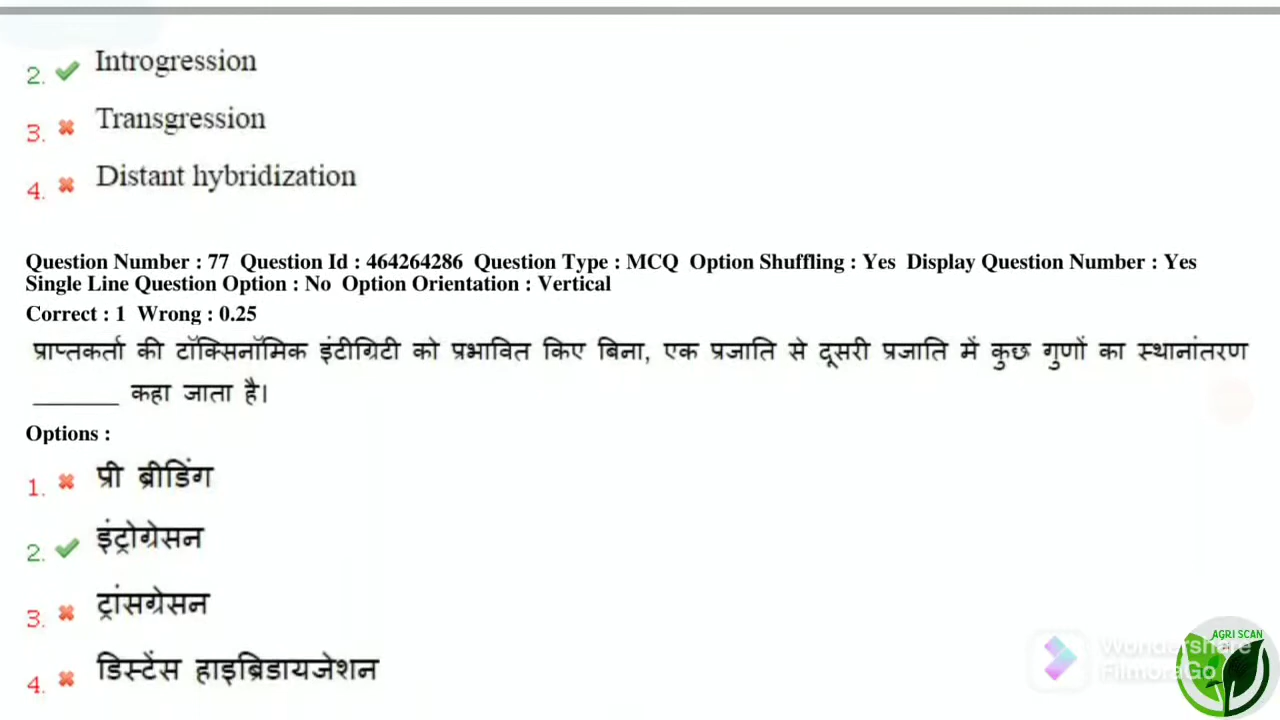 2. Introgression
3. Transgression
4. Distant hybridization
Question Number : 77 Question Id : 464264286 Question Type : MCQ Option Shuffling : Yes Display Question Number : Yes
Single Line Question Option : No Option Orientation : Vertical
Correct : 1 Wrong : 0.25
प्राप्तकर्ता की टॉक्सिनॉमिक इंटीग्रिटी को प्रभावित किए बिना, एक प्रजाति से दूसरी प्रजाति में कुछ गुणों का स्थानांतरण
______ कहा जाता है।
Options :
1. प्री ब्रीडिंग
2. इंट्रोग्रेसन
3. ट्रांसग्रेसन
4. डिस्टेंस हाइब्रिडायजेशन
AGRI SCAN
Wondershare
FilmoraGo